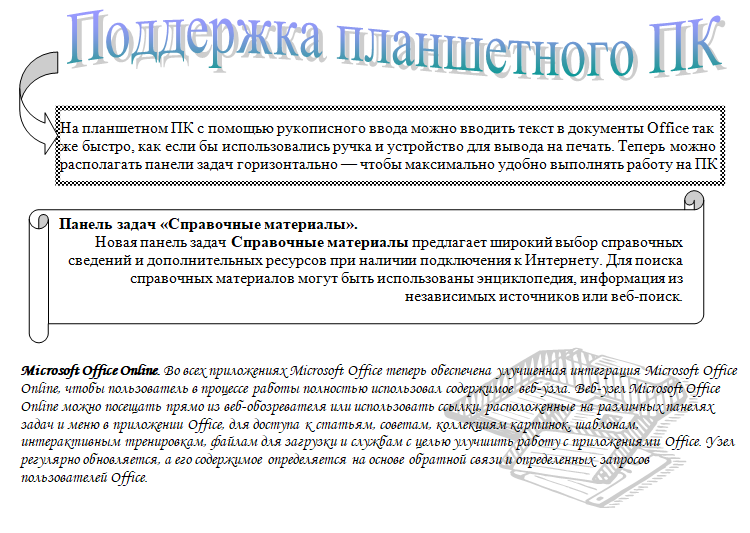 Поддержка планшетного ПК
На планшетном ПК с помощью рукописного ввода можно вводить текст в документы Office так
же быстро, как если бы использовались ручка и устройство для вывода на печать. Теперь можно
располагать панели задач горизонтально — чтобы максимально удобно выполнять работу на ПК
Панель задач «Справочные материалы».
Новая панель задач Справочные материалы предлагает широкий выбор справочных
сведений и дополнительных ресурсов при наличии подключения к Интернету. Для поиска
справочных материалов могут быть использованы энциклопедия, информация из
независимых источников или веб-поиск.
Microsoft Office Online. Во всех приложениях Microsoft Office теперь обеспечена улучшенная интеграция Microsoft Office
Online, чтобы пользователь в процессе работы полностью использовал содержимое веб-узла. Веб-узел Microsoft Office
Online можно посещать прямо из веб-обозревателя или использовать ссылки, расположенные на различных панелях
задач и меню в приложении Office, для доступа к статьям, советам, коллекциям картинок, шаблонам,
интерактивным тренировкам, файлам для загрузки и службам с целью улучшить работу с приложениями Office. Узел
регулярно обновляется, а его содержимое определяется на основе обратной связи и определенных запросов
пользователей Office.